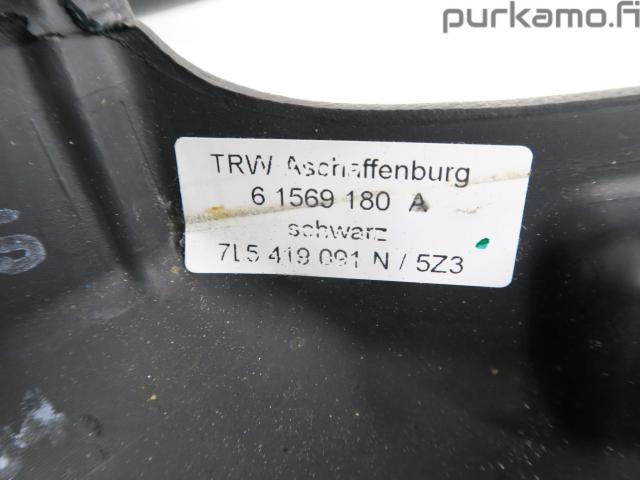 purkamo.fi
TRW Aschaffenburg
6 1569 180 A
schwarz
7L5 419 091 N / 5Z3